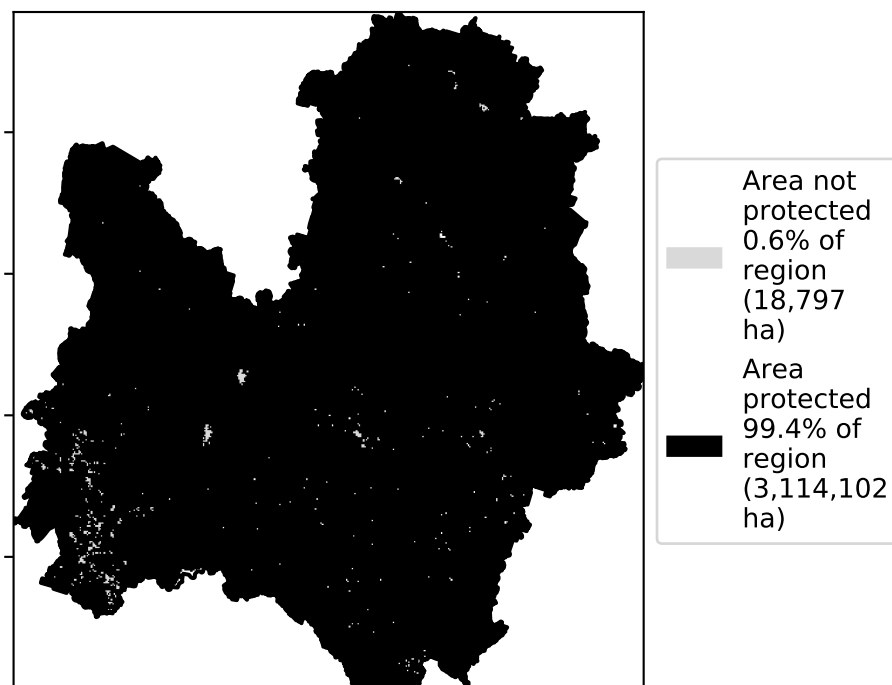 Area not
protected
0.6% of
region
(18,797
ha)
Area
protected
99.4% of
region
(3,114,102
ha)